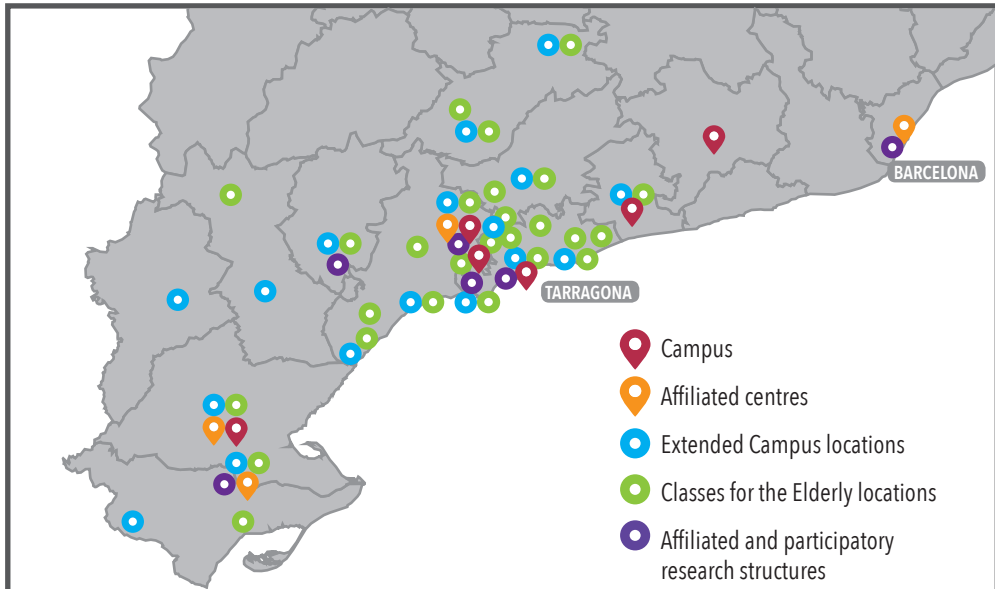 BARCELONA
TARRAGONA
Campus
Affiliated centres
Extended Campus locations
Classes for the Elderly locations
Affiliated and participatory
research structures